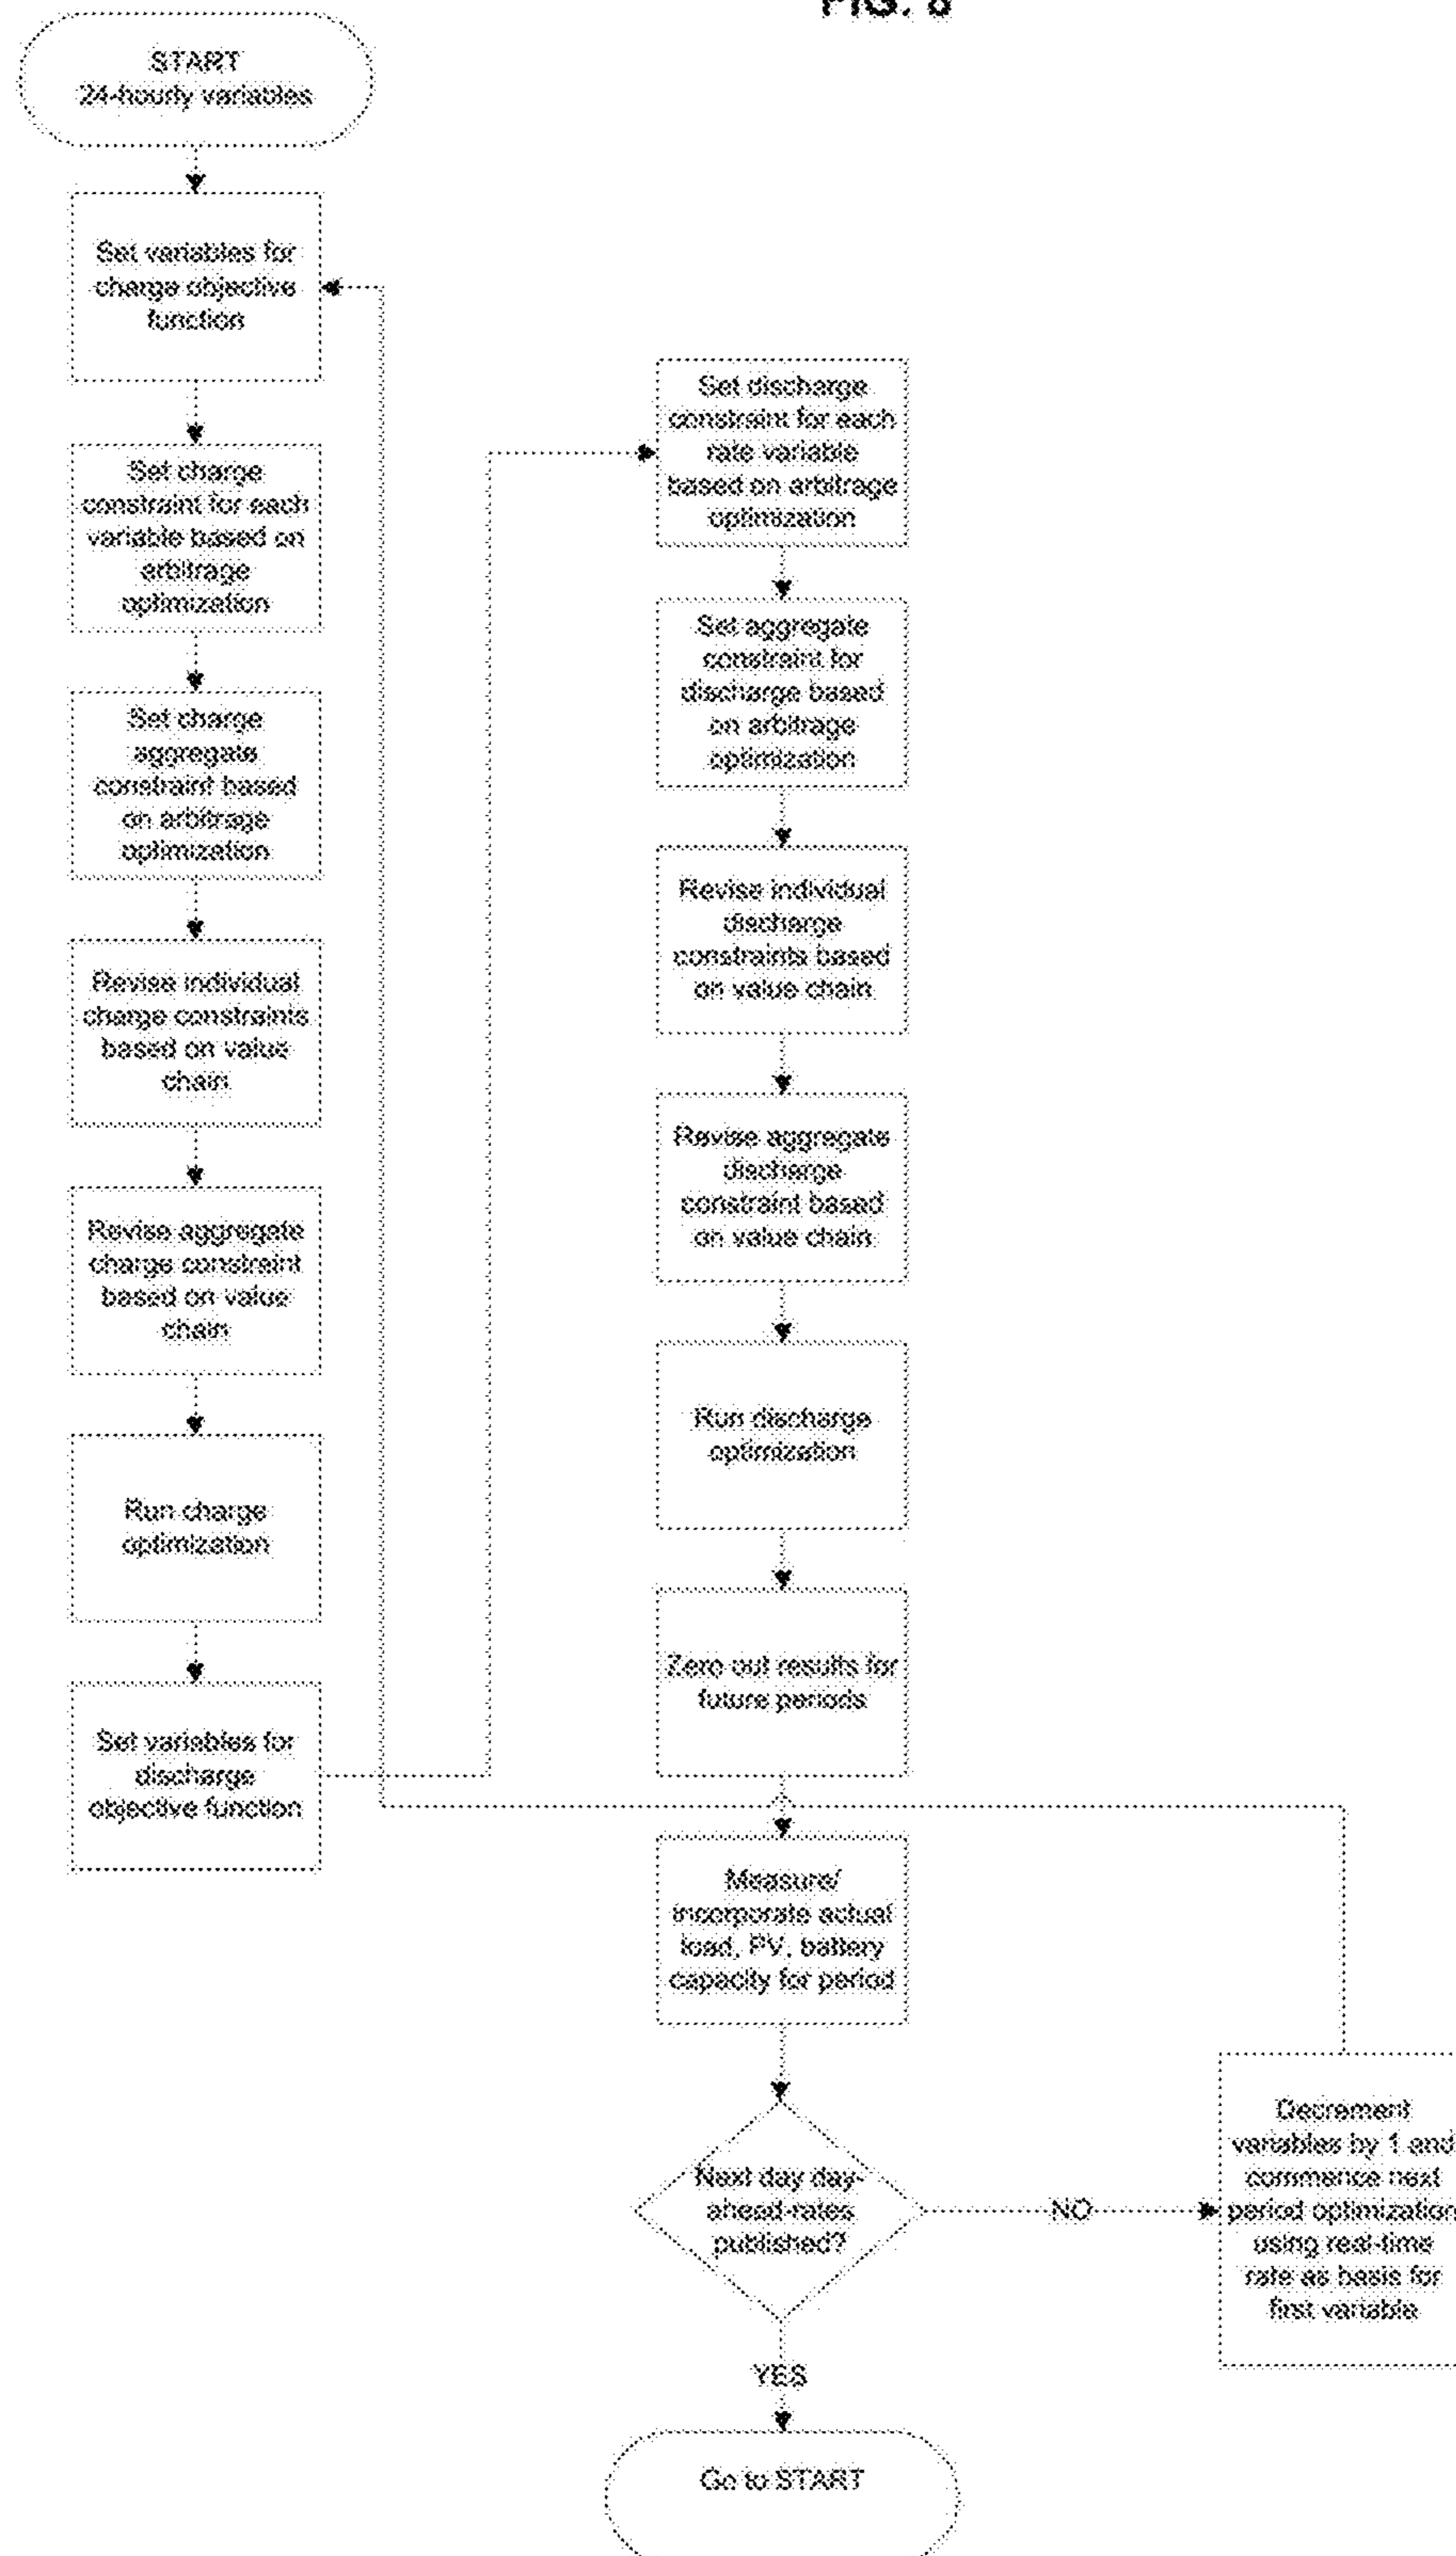 FIG. 8
START
24-hourly variables
Set variables for
charge objective
function
Set charge
constraint for each
variable based on
arbitrage
optimization
Set charge
aggregate
constraint based
on arbitrage
optimization
Revise individual
charge constraints
based on value
chain
Revise aggregate
charge constraint
based on value
chain
Run charge
optimization
Set variables for
discharge
objective function
Set discharge
constraint for each
rate variable
based on arbitrage
optimization
Set aggregate
constraint for
discharge based
on arbitrage
optimization
Revise individual
discharge
constraints based
on value chain
Revise aggregate
discharge
constraint based
on value chain
Run discharge
optimization
Zero out results for
future periods
Measure/
incorporate actual
load, PV, battery
capacity for period
Next day day-
ahead-rates
published?
NO
Decrement
variables by 1 and
commence next
period optimization
using real-time
rate as basis for
first variable
YES
Go to START